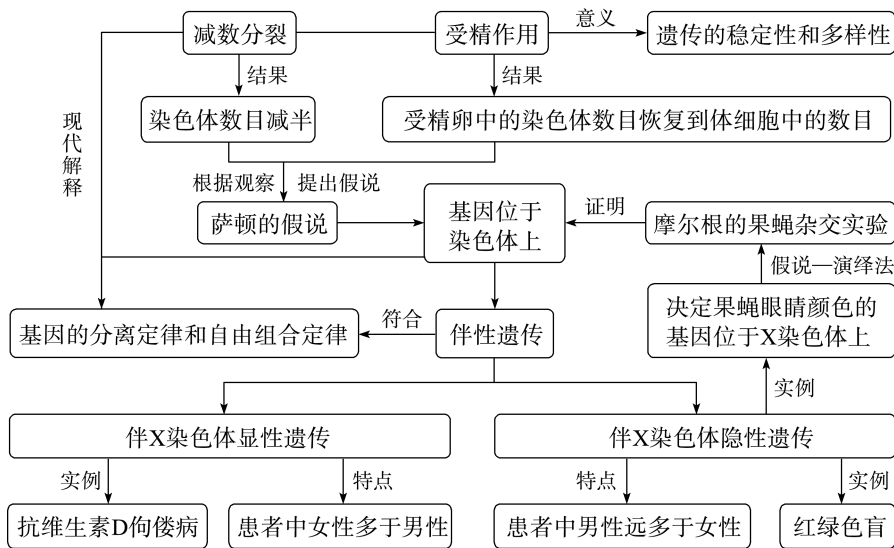 减数分裂
受精作用
意义
遗传的稳定性和多样性
结果
结果
染色体数目减半
受精卵中的染色体数目恢复到体细胞中的数目
现代解释
根据观察
提出假说
萨顿的假说
基因位于
染色体上
证明
摩尔根的果蝇杂交实验
假说—演绎法
决定果蝇眼睛颜色的
基因位于X染色体上
基因的分离定律和自由组合定律
符合
伴性遗传
实例
伴X染色体显性遗传
伴X染色体隐性遗传
实例
特点
特点
实例
抗维生素D佝偻病
患者中女性多于男性
患者中男性远多于女性
红绿色盲